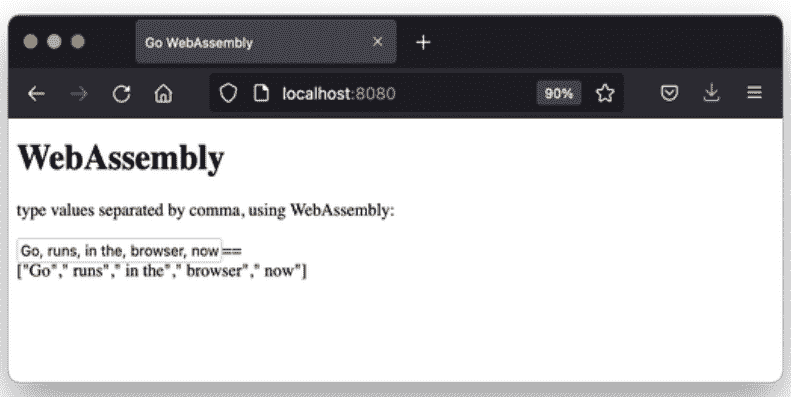 Go WebAssembly
localhost:8080
90%
WebAssembly
type values separated by comma, using WebAssembly:
Go, runs, in the, browser, now ==
["Go"," runs"," in the"," browser"," now"]